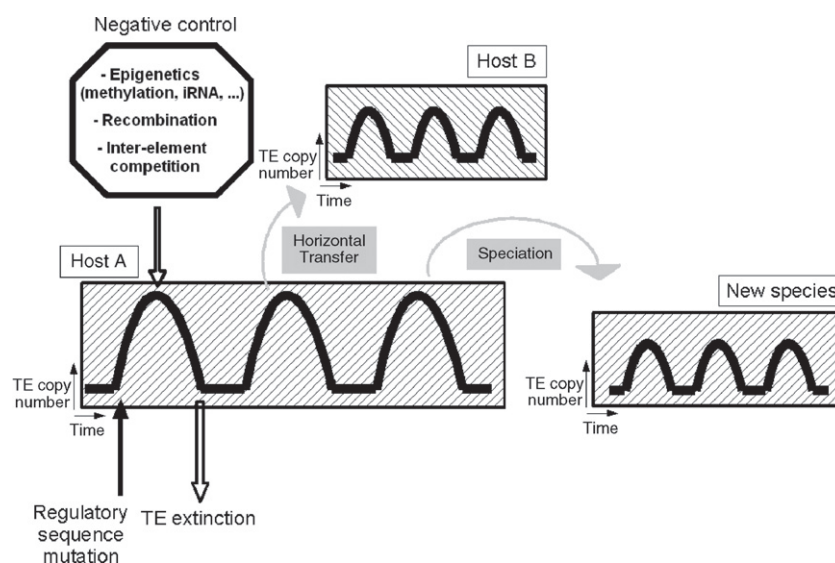 Negative control
- Epigenetics
(methylation, iRNA, ...)
- Recombination
- Inter-element
competition
Host B
TE copy
number
Time
Horizontal
Transfer
Speciation
Host A
New species
TE copy
number
Time
TE copy
number
Time
Regulatory
sequence
mutation
TE extinction